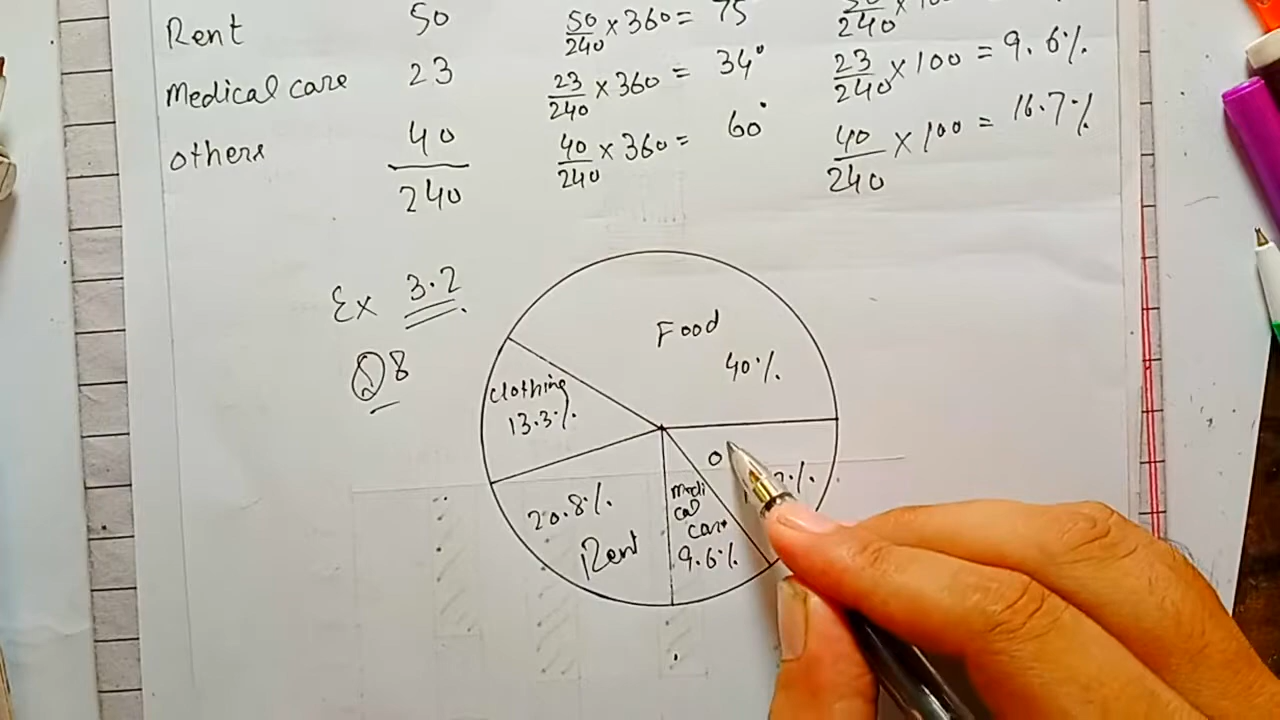 Rent 50 50/240 × 360 = 75° 240
Medical care 23 23/240 × 360 = 34° 23/240 × 100 = 9.6%
others 40 40/240 × 360 = 60° 40/240 × 100 = 16.7%
240
Ex 3.2
Q8
Food
40%
Clothing
13.3%
20.8%
Rent
Medi
cal
care
9.6%